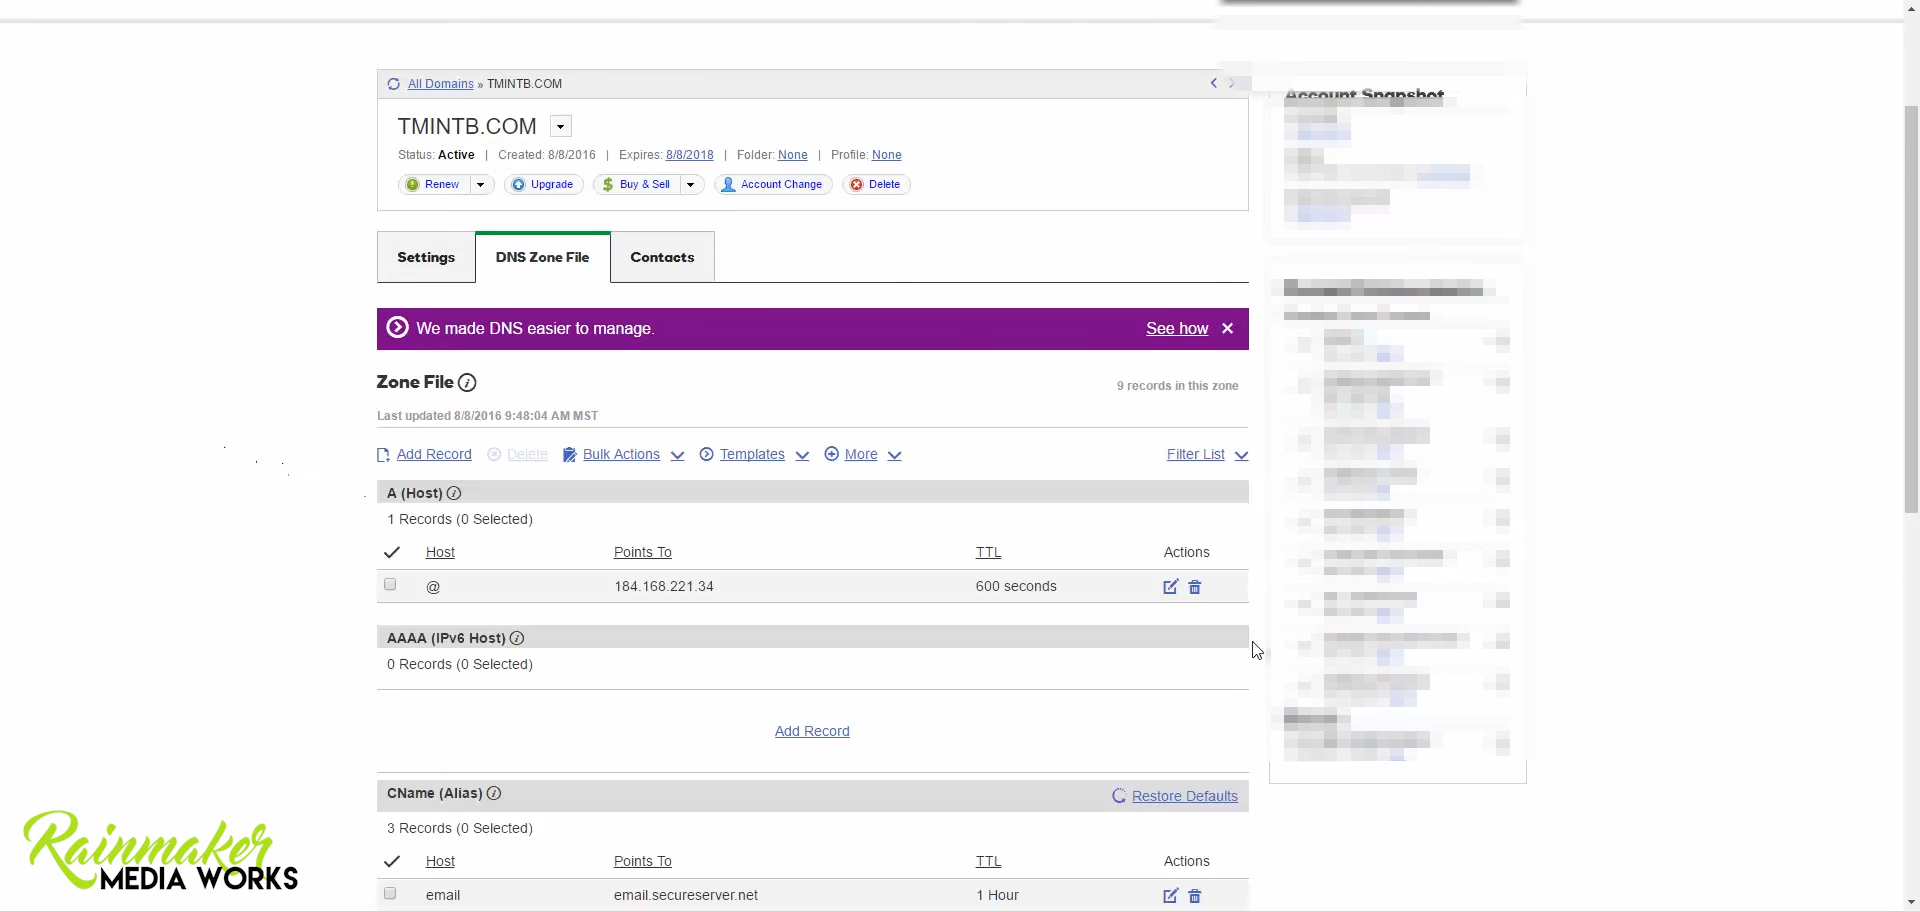 All Domains » TMINTB.COM
Account Snapshot
TMINTB.COM
Status: Active | Created: 8/8/2016 | Expires: 8/8/2018 | Folder: None | Profile: None
Renew Upgrade Buy & Sell Account Change Delete
Settings DNS Zone File Contacts
We made DNS easier to manage. See how
Zone File
9 records in this zone
Last updated 8/8/2016 9:48:04 AM MST
Add Record Delete Bulk Actions Templates More Filter List
A (Host)
1 Records (0 Selected)
Host Points To TTL Actions
@ 184.168.221.34 600 seconds
AAAA (IPv6 Host)
0 Records (0 Selected)
Add Record
CName (Alias) Restore Defaults
3 Records (0 Selected)
Host Points To TTL Actions
email email.secureserver.net 1 Hour
Rainmaker
MEDIA WORKS